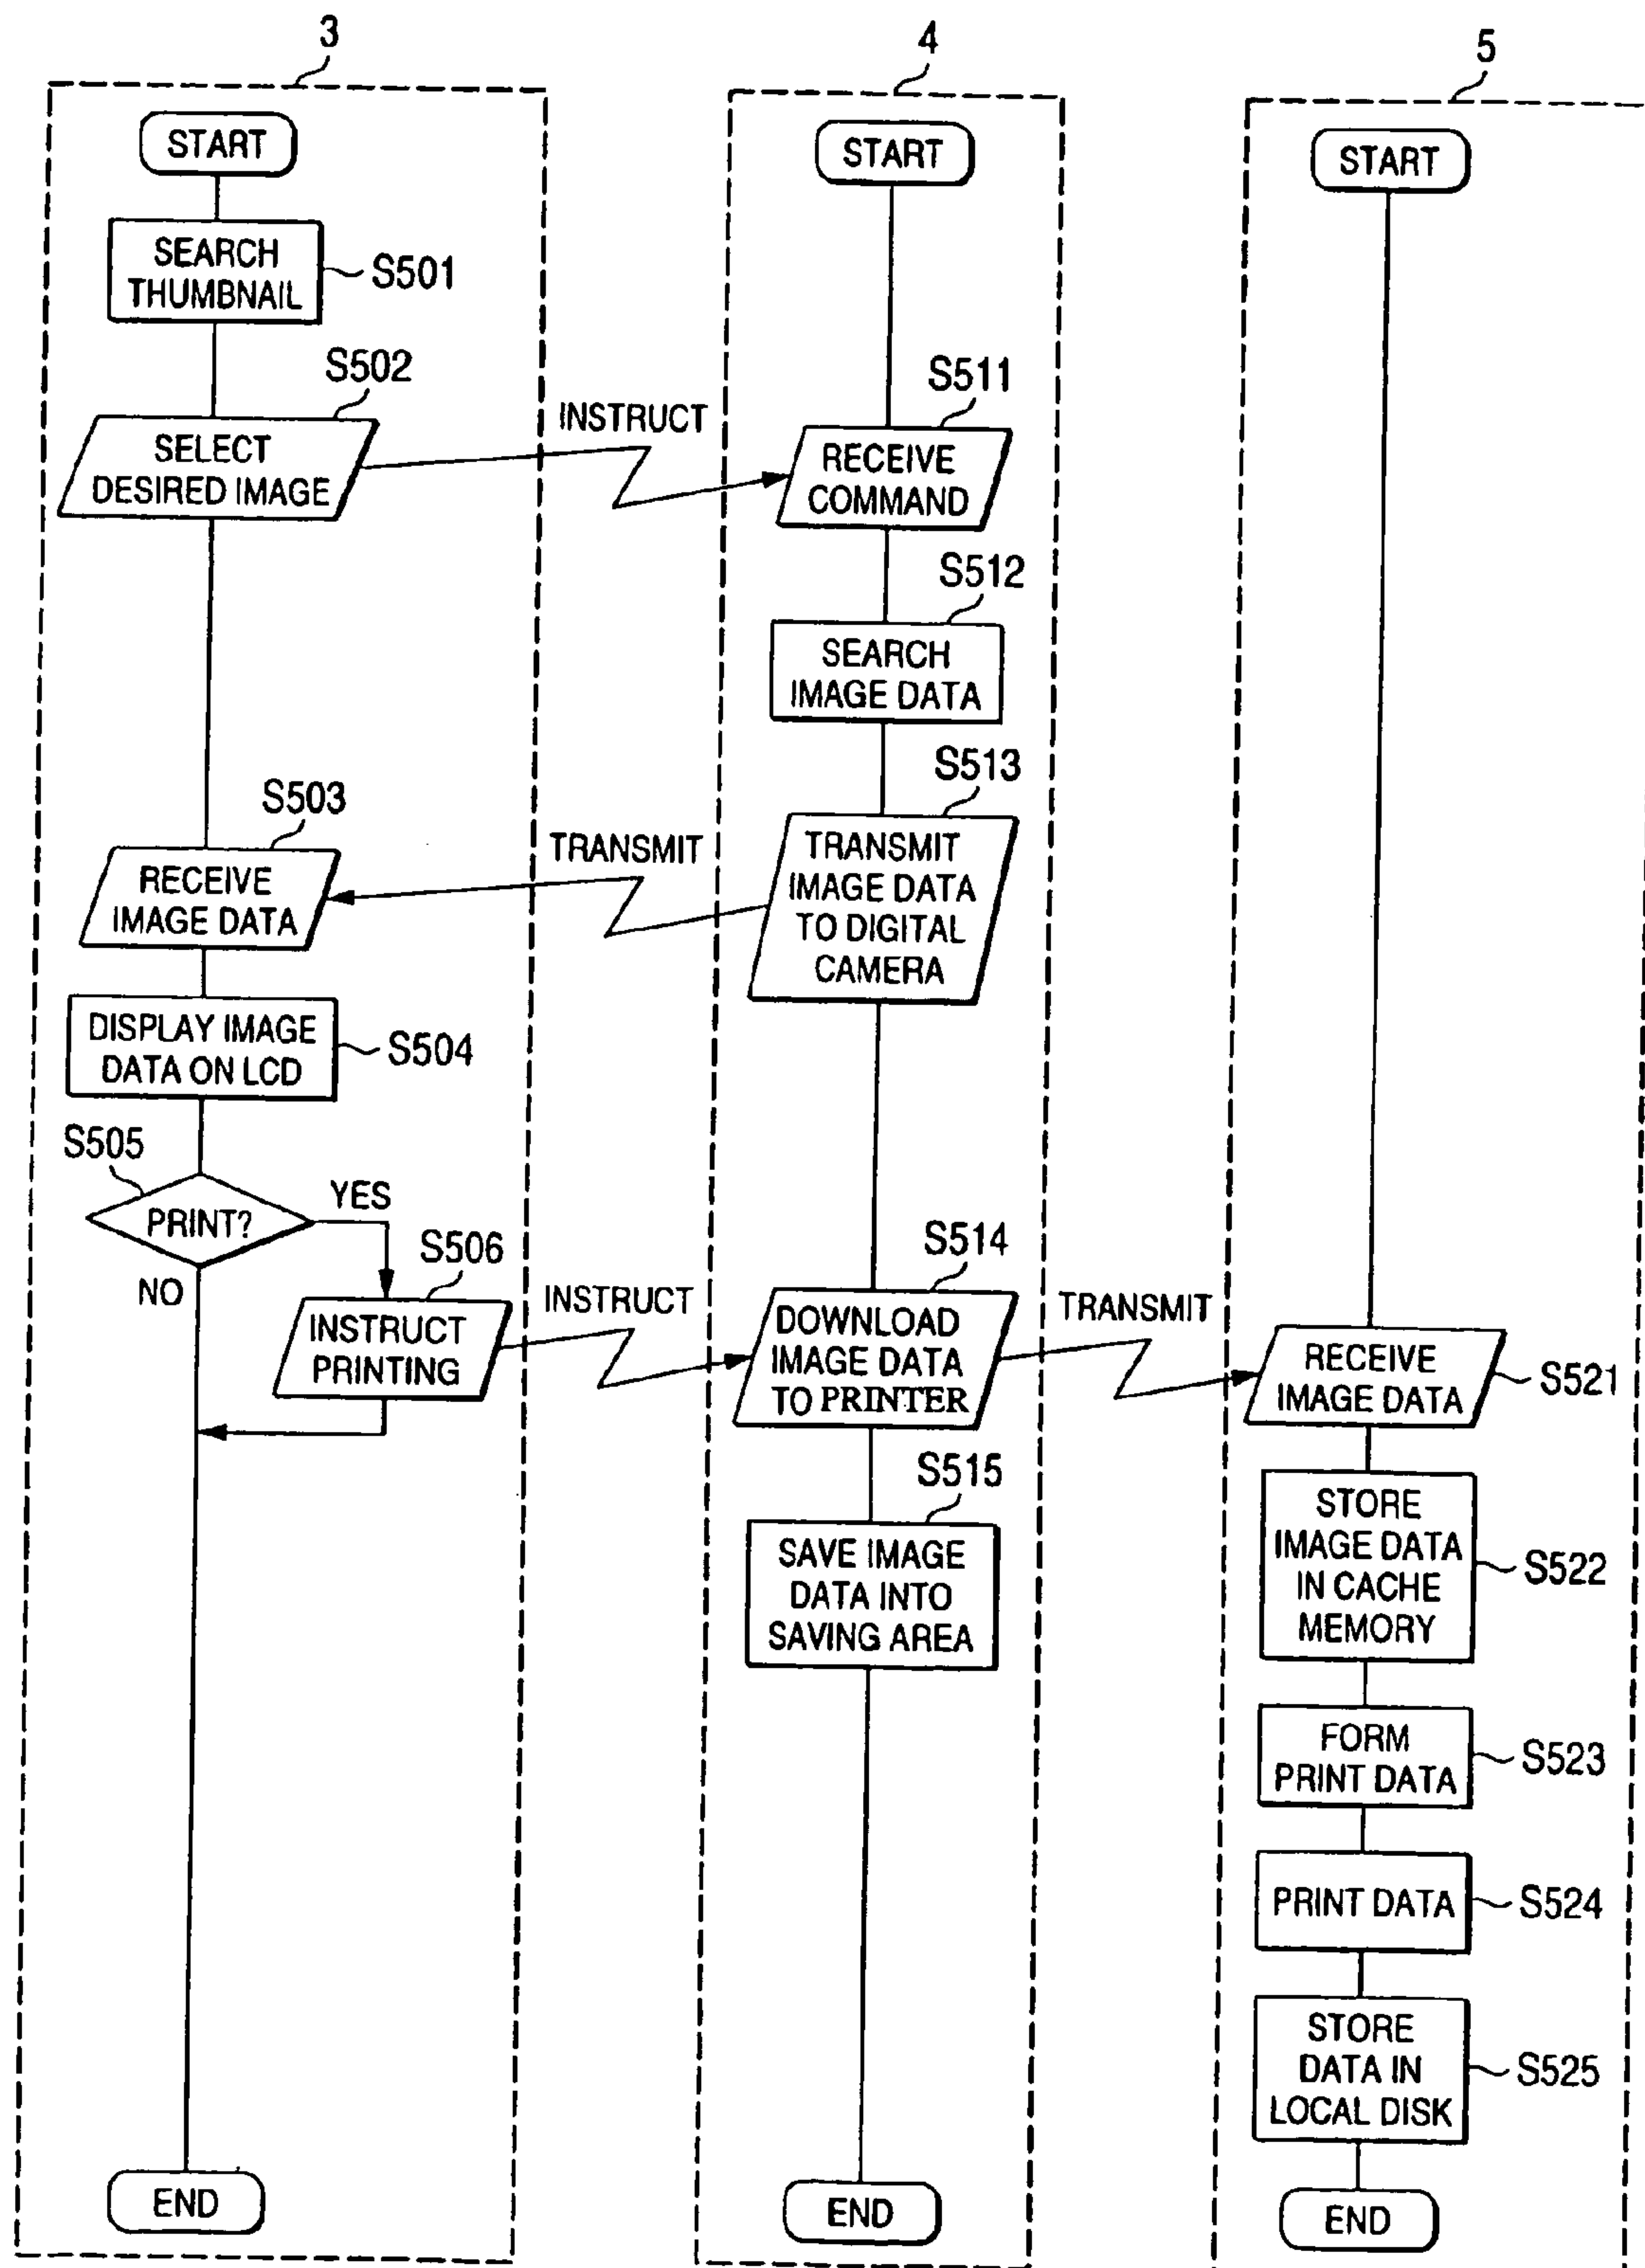 3
START
SEARCH
THUMBNAIL
S501
S502
SELECT
DESIRED IMAGE
INSTRUCT
S503
RECEIVE
IMAGE DATA
TRANSMIT
DISPLAY IMAGE
DATA ON LCD
S504
S505
PRINT?
YES
NO
S506
INSTRUCT
PRINTING
INSTRUCT
END
4
START
S511
RECEIVE
COMMAND
S512
SEARCH
IMAGE DATA
S513
TRANSMIT
IMAGE DATA
TO DIGITAL
CAMERA
S514
DOWNLOAD
IMAGE DATA
TO PRINTER
TRANSMIT
S515
SAVE IMAGE
DATA INTO
SAVING AREA
END
5
START
RECEIVE
IMAGE DATA
S521
STORE
IMAGE DATA
IN CACHE
MEMORY
S522
FORM
PRINT DATA
S523
PRINT DATA
S524
STORE
DATA IN
LOCAL DISK
S525
END